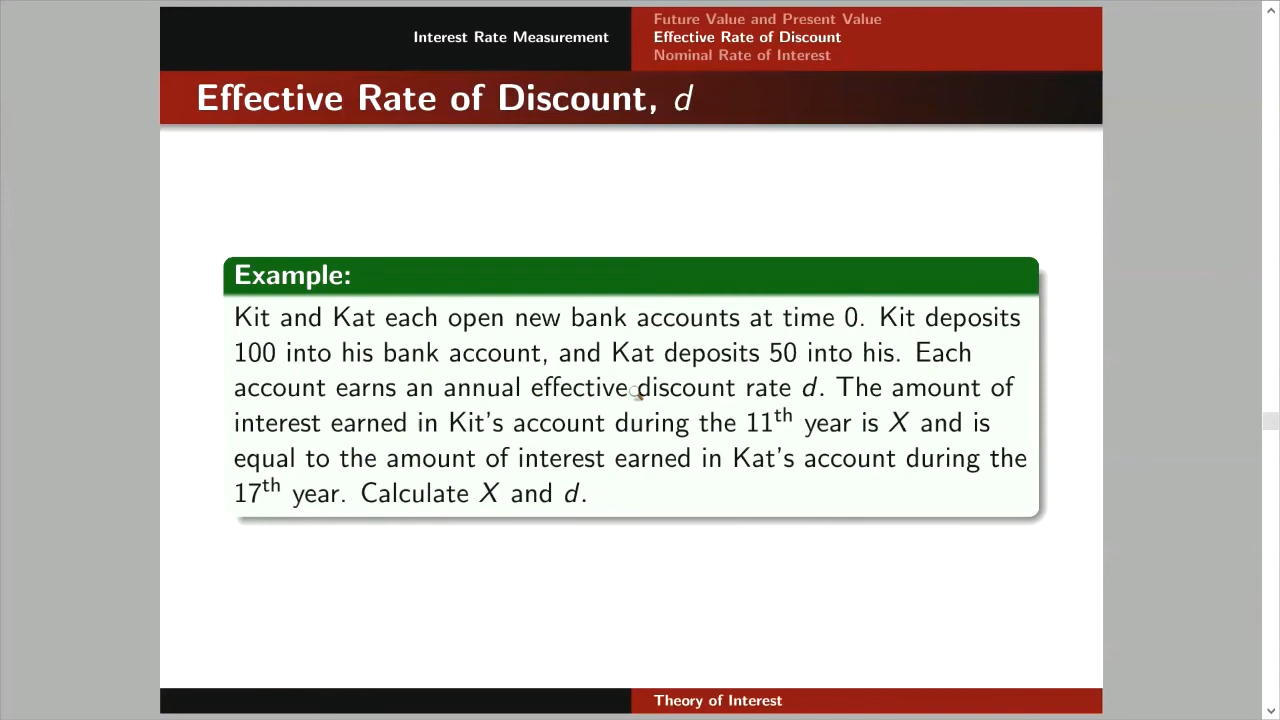 Interest Rate Measurement
Future Value and Present Value
Effective Rate of Discount
Nominal Rate of Interest
Effective Rate of Discount, d
Example:
Kit and Kat each open new bank accounts at time 0. Kit deposits
100 into his bank account, and Kat deposits 50 into his. Each
account earns an annual effective discount rate d. The amount of
interest earned in Kit's account during the 11th year is X and is
equal to the amount of interest earned in Kat's account during the
17th year. Calculate X and d.
Theory of Interest